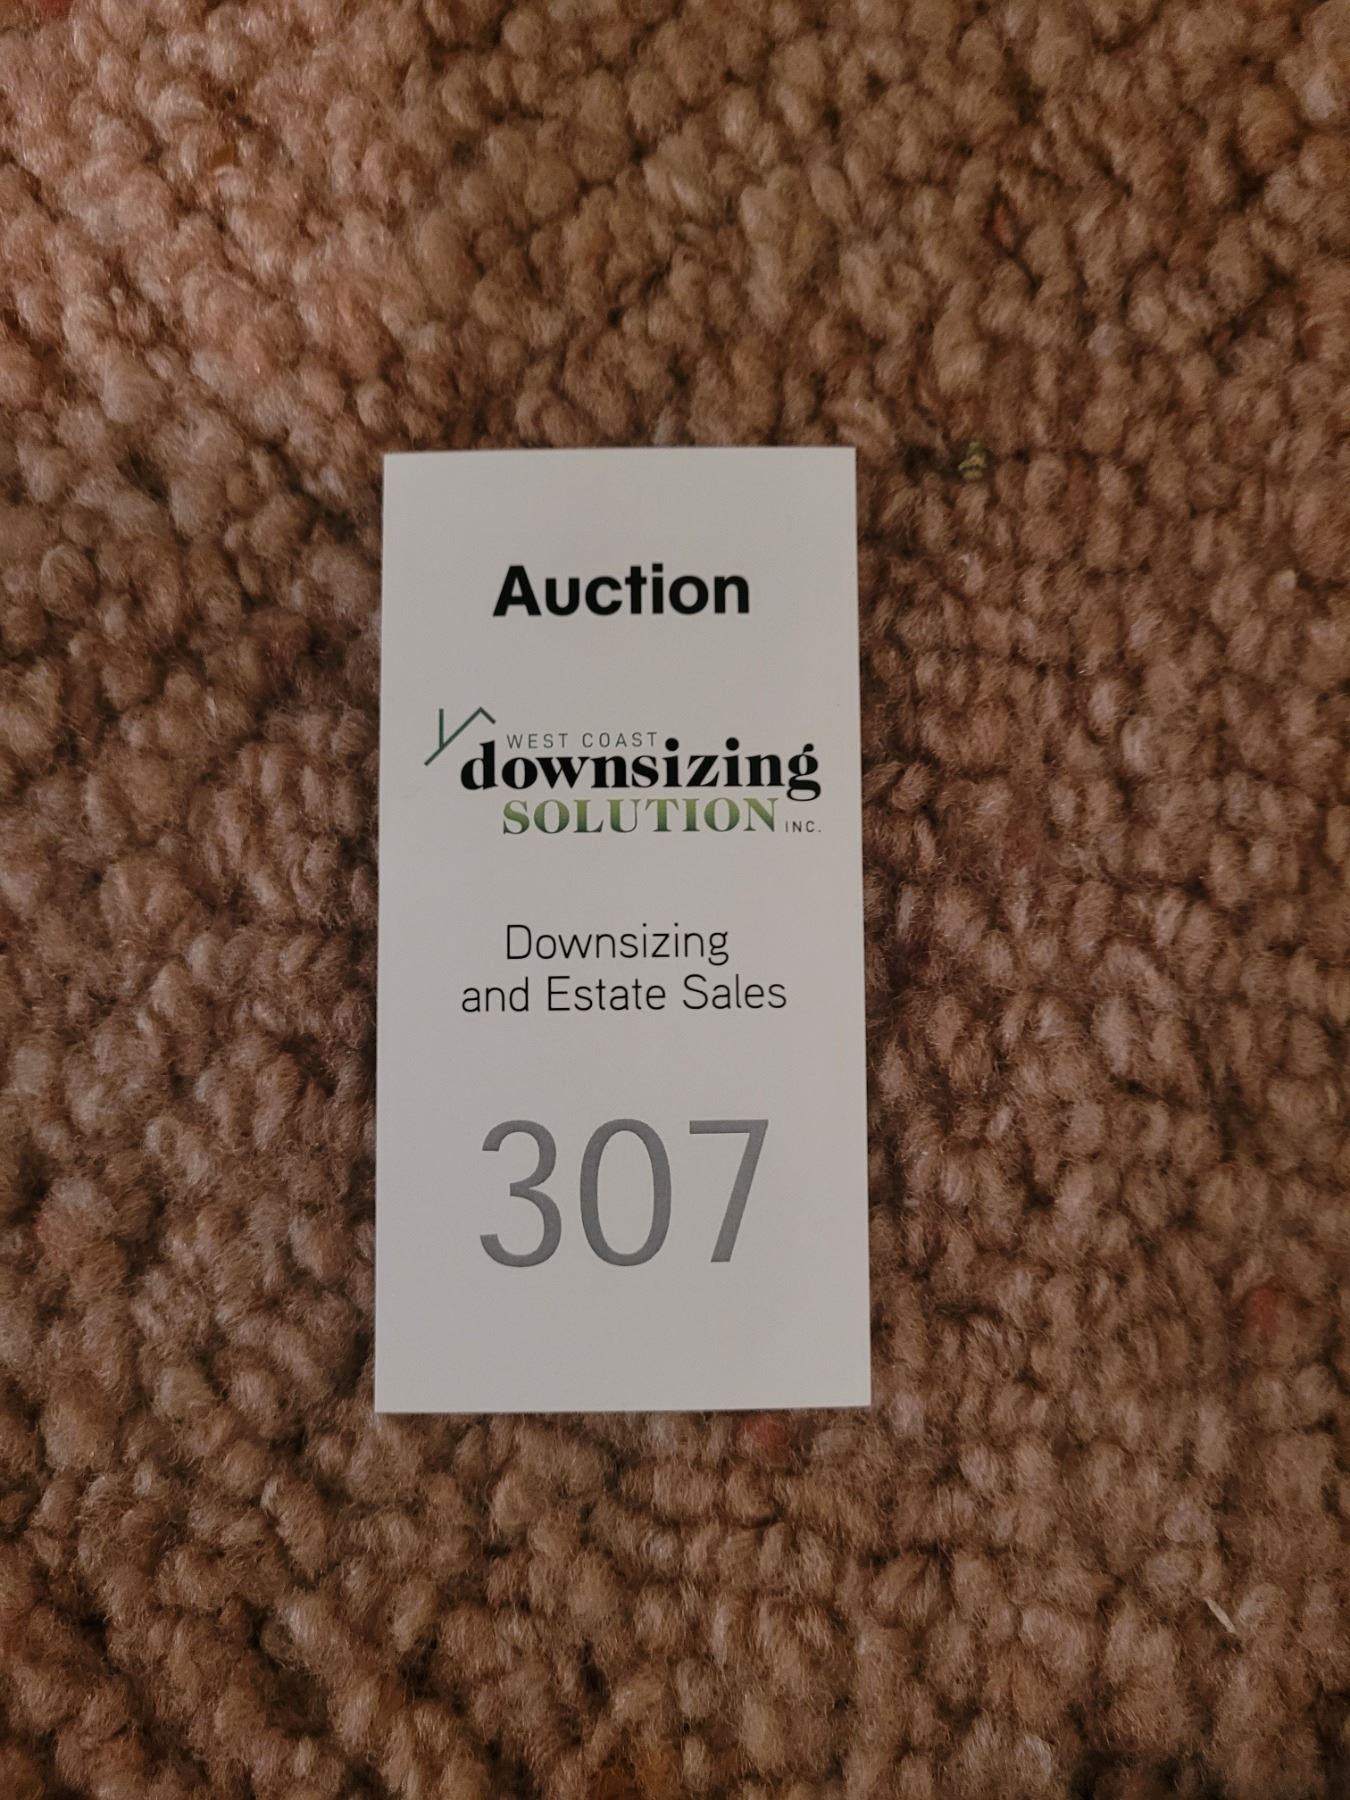 Auction
WEST COAST
downsizing
SOLUTION INC.
Downsizing
and Estate Sales
307